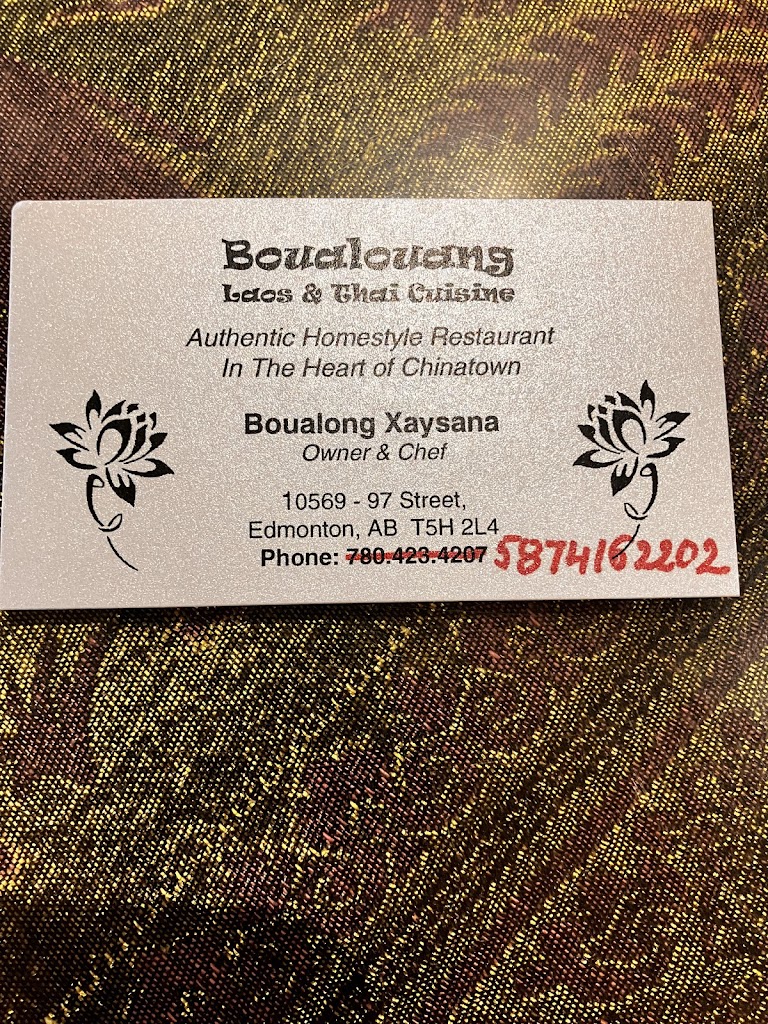 Boualouang
Laos & Thai Cuisine
Authentic Homestyle Restaurant
In The Heart of Chinatown
Boualong Xaysana
Owner & Chef
10569 - 97 Street,
Edmonton, AB T5H 2L4
Phone: 780.423.4207 5874162202